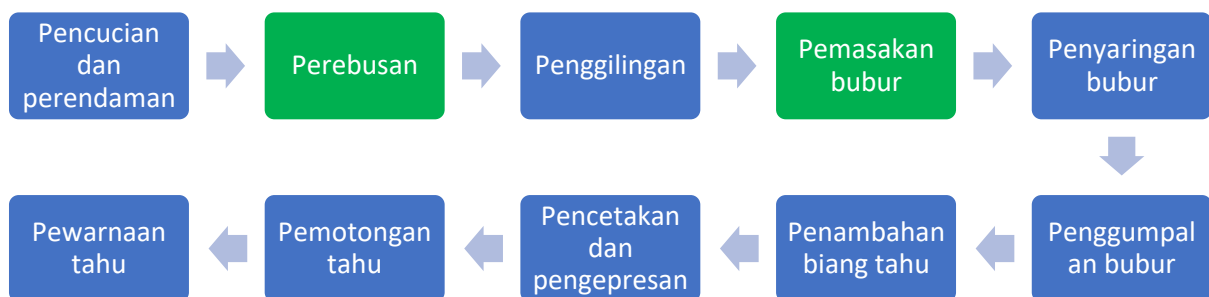 Pencucian
dan
perendaman
Perebusan
Penggilingan
Pemasakan
bubur
Penyaringan
bubur
Penggumpal
an bubur
Penambahan
biang tahu
Pencetakan
dan
pengepresan
Pemotongan
tahu
Pewarnaan
tahu